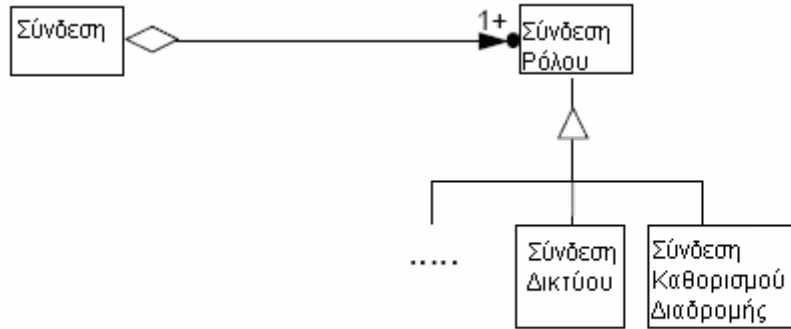 Σύνδεση
1+
Σύνδεση
Ρόλου
.....
Σύνδεση
Δικτύου
Σύνδεση
Καθορισμού
Διαδρομής